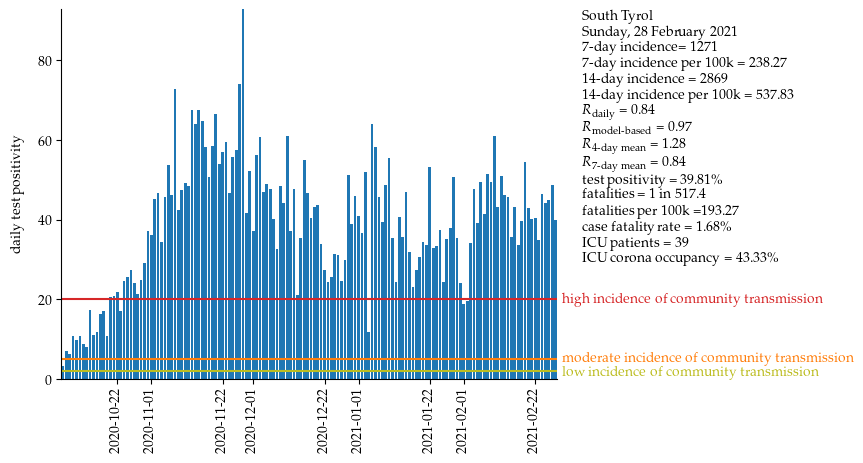 South Tyrol
Sunday, 28 February 2021
7-day incidence= 1271
7-day incidence per 100k = 238.27
14-day incidence = 2869
14-day incidence per 100k = 537.83
R daily = 0.84
R model-based = 0.97
R 4-day mean = 1.28
R 7-day mean = 0.84
test positivity = 39.81%
fatalities = 1 in 517.4
fatalities per 100k =193.27
case fatality rate = 1.68%
ICU patients = 39
ICU corona occupancy = 43.33%
daily test positivity
80
60
40
20
0
high incidence of community transmission
moderate incidence of community transmission
low incidence of community transmission
2020-10-22
2020-11-01
2020-11-22
2020-12-01
2020-12-22
2021-01-01
2021-01-22
2021-02-01
2021-02-22